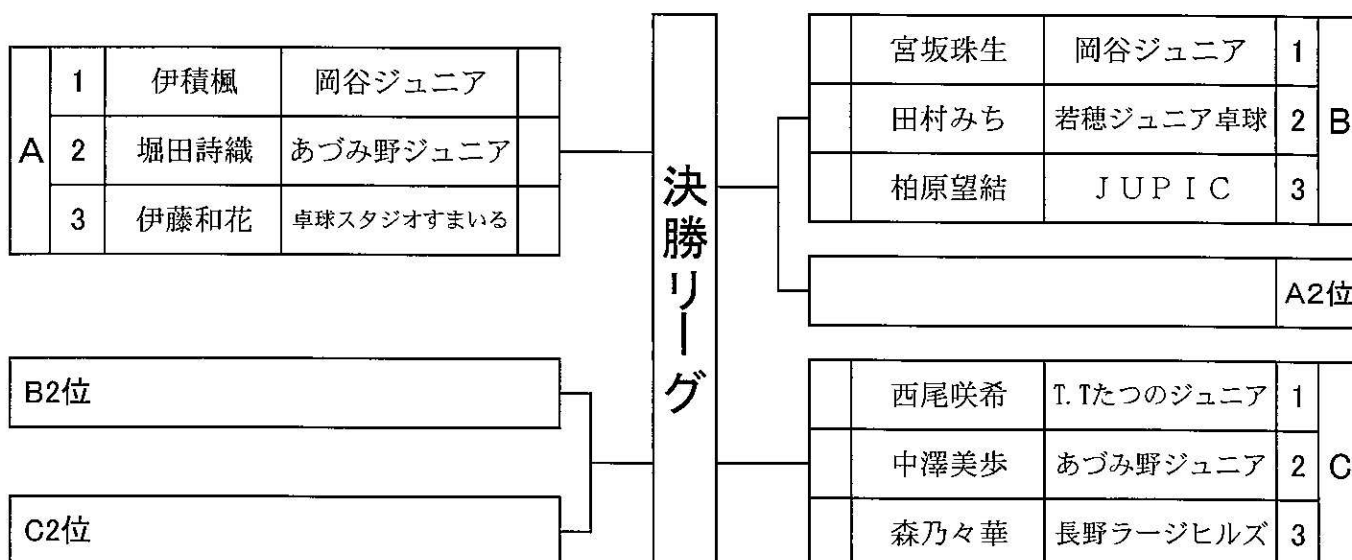 A
1 伊積楓 岡谷ジュニア
2 堀田詩織 あづみ野ジュニア
3 伊藤和花 卓球スタジオすまいる
B2位
C2位
決勝リーグ
宮坂珠生 岡谷ジュニア 1
田村みち 若穂ジュニア卓球 2
柏原望結 ＪＵＰＩＣ 3
B
A2位
西尾咲希 T.Tたつのジュニア 1
中澤美歩 あづみ野ジュニア 2
森乃々華 長野ラージヒルズ 3
C